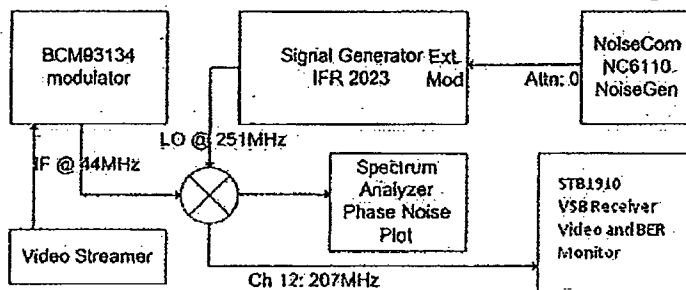 BCM93134
modulator
Signal Generator
IFR 2023
Ext.
Mod
NoiseCom
NC6110
NoiseGen
Attn: 0
LO @ 251MHz
IF @ 44MHz
Spectrum
Analyzer
Phase Noise
Plot
STB1910
VSB Receiver
Video and BER
Monitor
Video Streamer
Ch 12: 207MHz